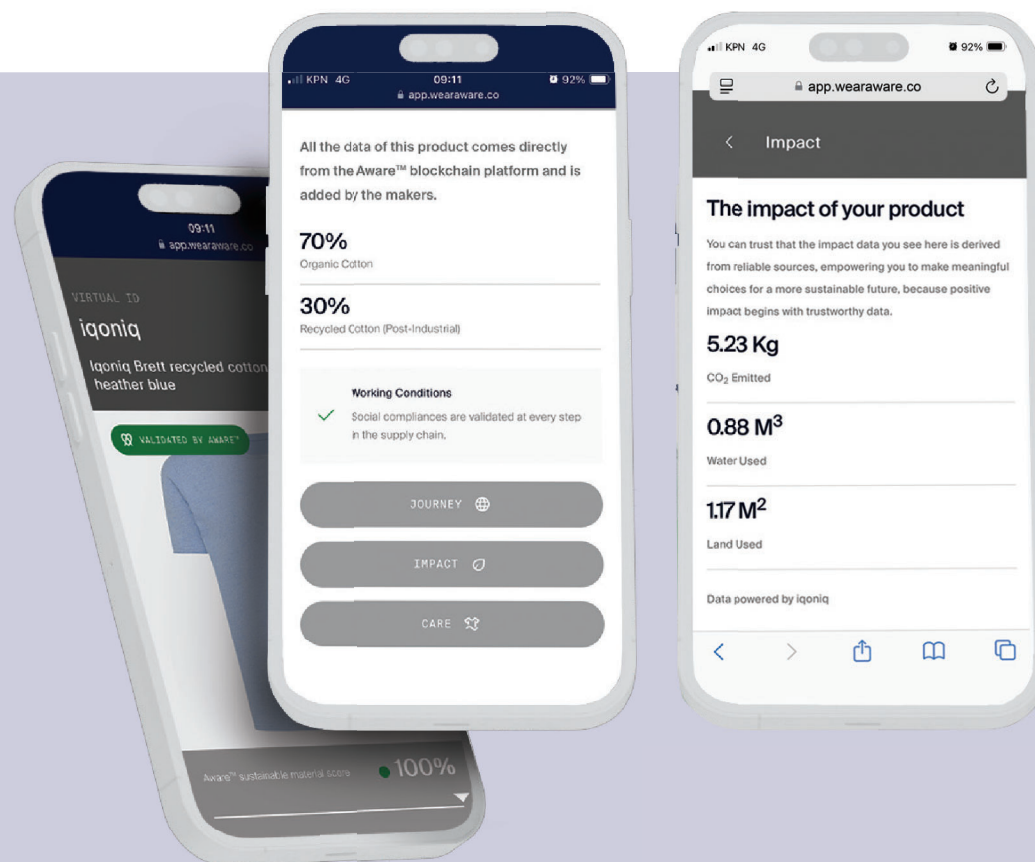 09:11
app.wearaware.co
VIRTUAL ID
iqoniq
Iqoniq Brett recycled cotton
heather blue
VALIDATED BY AWARE™
Aware™ sustainable material score
100%
KPN 4G 09:11 92%
app.wearaware.co
All the data of this product comes directly
from the Aware™ blockchain platform and is
added by the makers.
70%
Organic Cotton
30%
Recycled Cotton (Post-Industrial)
Working Conditions
Social compliances are validated at every step
in the supply chain.
JOURNEY
IMPACT
CARE
KPN 4G 92%
app.wearaware.co
Impact
The impact of your product
You can trust that the impact data you see here is derived
from reliable sources, empowering you to make meaningful
choices for a more sustainable future, because positive
impact begins with trustworthy data.
5.23 Kg
CO₂ Emitted
0.88 M³
Water Used
1.17 M²
Land Used
Data powered by iqoniq